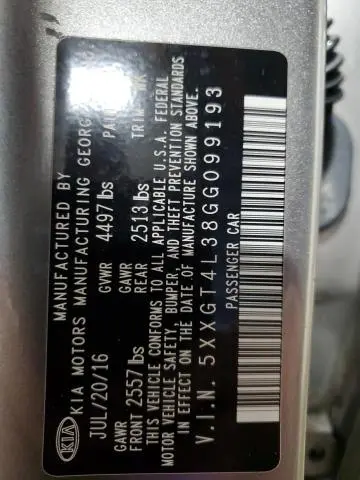 KIA
MANUFACTURED BY
KIA MOTORS MANUFACTURING GEORG
JUL/20/16 GVWR 4497lbs
GAWR FRONT 2557lbs GAWR REAR 2513lbs TRIM
THIS VEHICLE CONFORMS TO ALL APPLICABLE U.S.A. FEDERAL
MOTOR VEHICLE SAFETY, BUMPER, AND THEFT PREVENTION STANDARDS
IN EFFECT ON THE DATE OF MANUFACTURE SHOWN ABOVE.
V.I.N. 5XXGT4L38GG099193
PASSENGER CAR